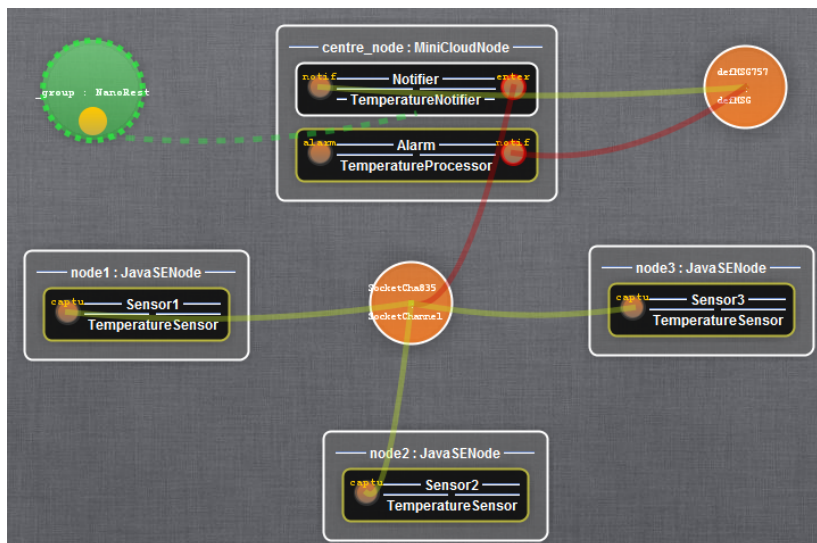 centre_node : MiniCloudNode
notif Notifier enter
TemperatureNotifier
alarm Alarm notif
TemperatureProcessor
_group : NanoRest
defMSG757
:
defMSG
node1 : JavaSENode
captu Sensor1
TemperatureSensor
SocketCha835
:
SocketChannel
node3 : JavaSENode
captu Sensor3
TemperatureSensor
node2 : JavaSENode
captu Sensor2
TemperatureSensor